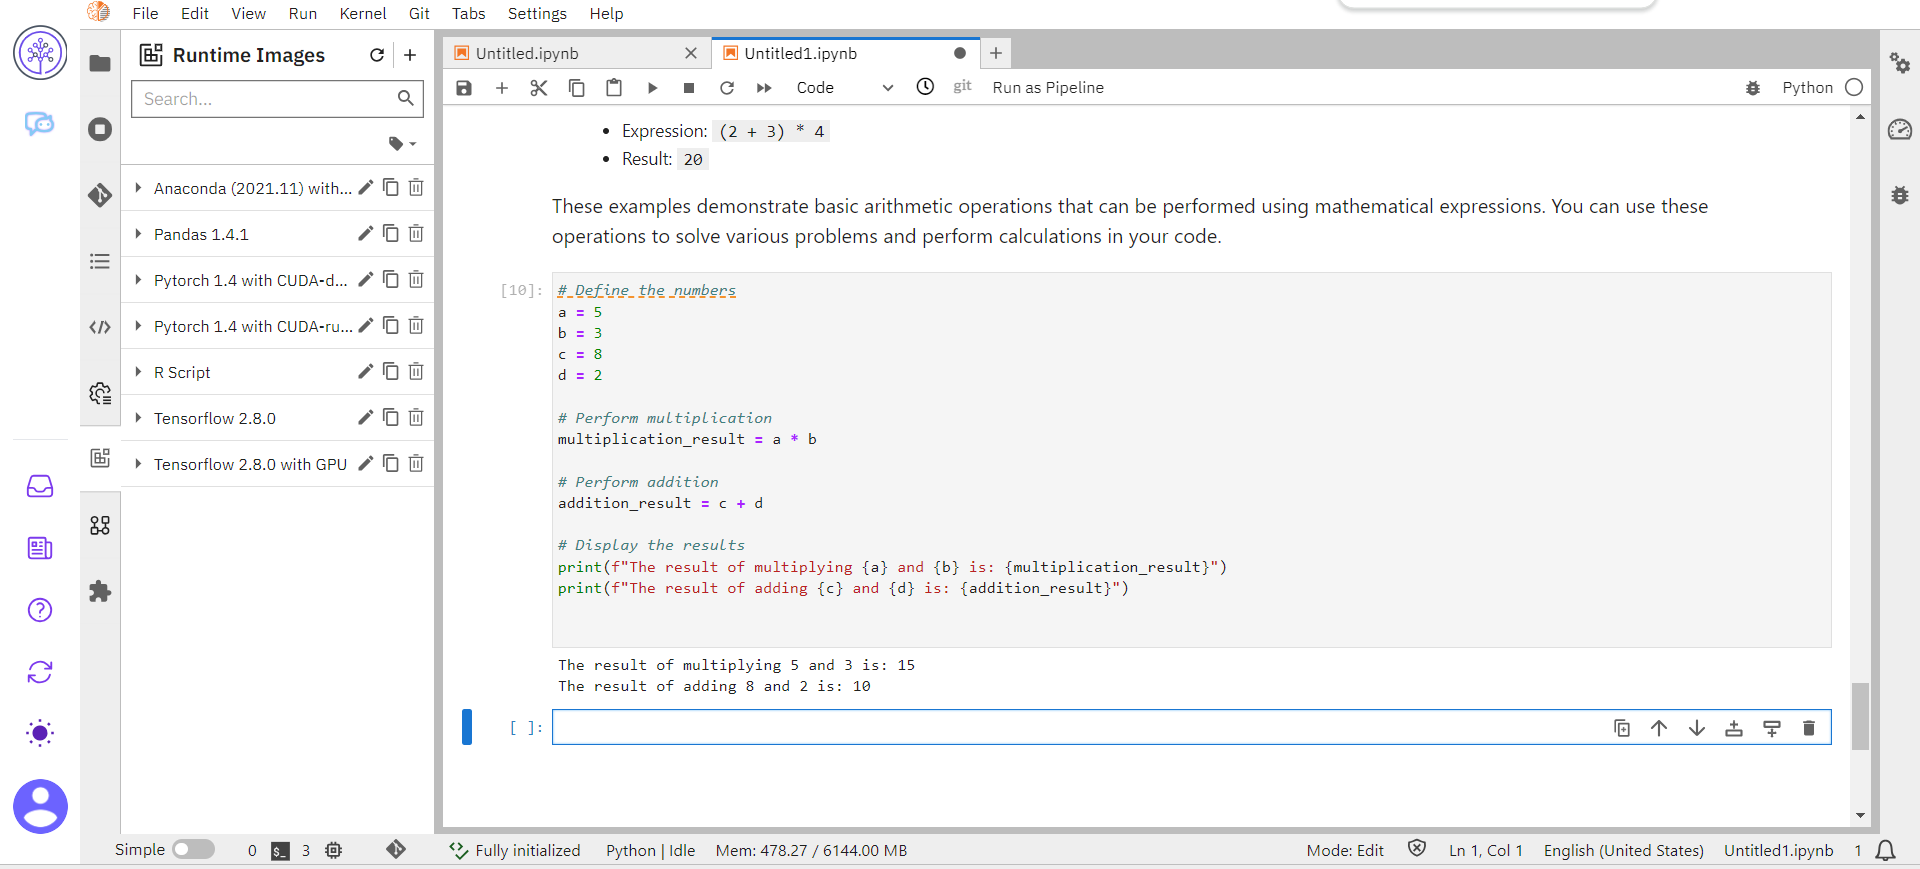 File Edit View Run Kernel Git Tabs Settings Help
Runtime Images
Search...
Anaconda (2021.11) with...
Pandas 1.4.1
Pytorch 1.4 with CUDA-d...
Pytorch 1.4 with CUDA-ru...
R Script
Tensorflow 2.8.0
Tensorflow 2.8.0 with GPU
Untitled.ipynb
Untitled1.ipynb
Code
git
Run as Pipeline
Python
• Expression: (2 + 3) * 4
• Result: 20
These examples demonstrate basic arithmetic operations that can be performed using mathematical expressions. You can use these
operations to solve various problems and perform calculations in your code.
[10]:
# Define the numbers
a = 5
b = 3
c = 8
d = 2
# Perform multiplication
multiplication_result = a * b
# Perform addition
addition_result = c + d
# Display the results
print(f"The result of multiplying {a} and {b} is: {multiplication_result}")
print(f"The result of adding {c} and {d} is: {addition_result}")
The result of multiplying 5 and 3 is: 15
The result of adding 8 and 2 is: 10
[ ]:
Simple 0 $_ 3 Fully initialized Python | Idle Mem: 478.27 / 6144.00 MB Mode: Edit Ln 1, Col 1 English (United States) Untitled1.ipynb 1